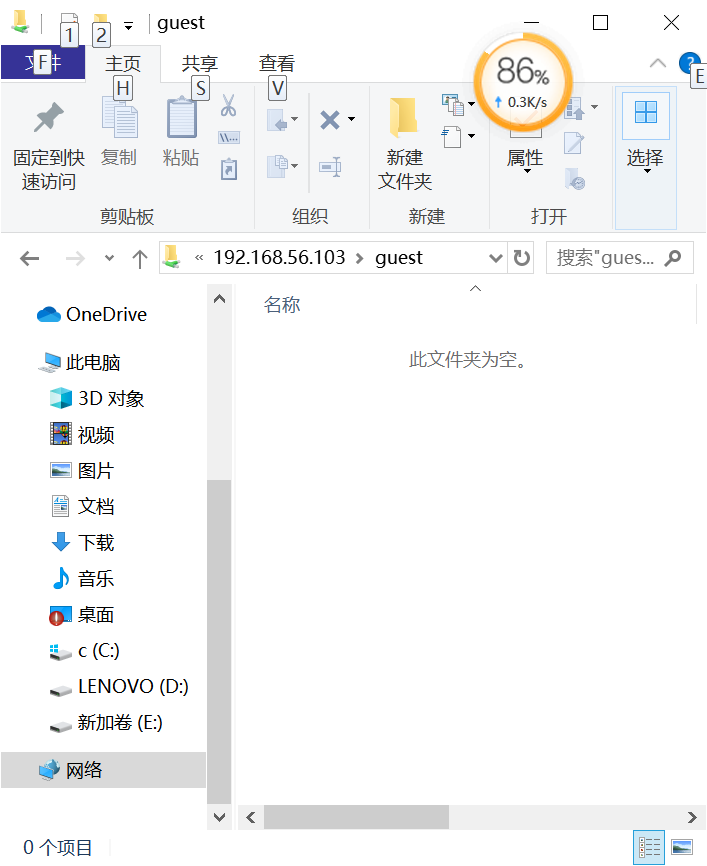 guest
1
2
文件
F
主页
H
共享
S
查看
V
E
86%
0.3K/s
固定到快
速访问
复制
粘贴
W
新建
文件夹
属性
选择
剪贴板
组织
新建
打开
« 192.168.56.103 > guest
搜索"gues...
名称
此文件夹为空。
OneDrive
此电脑
3D 对象
视频
图片
文档
下载
音乐
桌面
c (C:)
LENOVO (D:)
新加卷 (E:)
网络
0 个项目